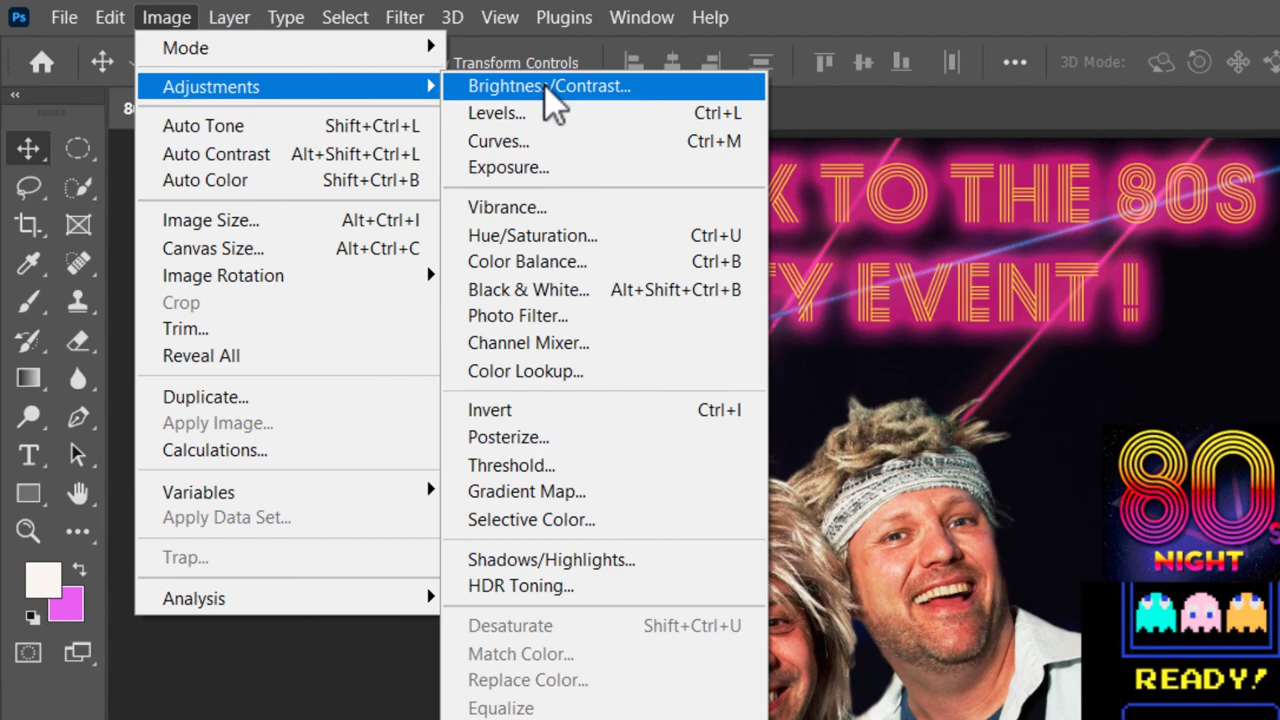 Ps File Edit Image Layer Type Select Filter 3D View Plugins Window Help
Transform Controls
3D Mode:
8
Mode
Adjustments
Auto Tone Shift+Ctrl+L
Auto Contrast Alt+Shift+Ctrl+L
Auto Color Shift+Ctrl+B
Image Size... Alt+Ctrl+I
Canvas Size... Alt+Ctrl+C
Image Rotation
Crop
Trim...
Reveal All
Duplicate...
Apply Image...
Calculations...
Variables
Apply Data Set...
Trap...
Analysis
Brightness/Contrast...
Levels... Ctrl+L
Curves... Ctrl+M
Exposure...
Vibrance...
Hue/Saturation... Ctrl+U
Color Balance... Ctrl+B
Black & White... Alt+Shift+Ctrl+B
Photo Filter...
Channel Mixer...
Color Lookup...
Invert Ctrl+I
Posterize...
Threshold...
Gradient Map...
Selective Color...
Shadows/Highlights...
HDR Toning...
Desaturate Shift+Ctrl+U
Match Color...
Replace Color...
Equalize
K TO THE 80S
TY EVENT !
80s
NIGHT
READY!